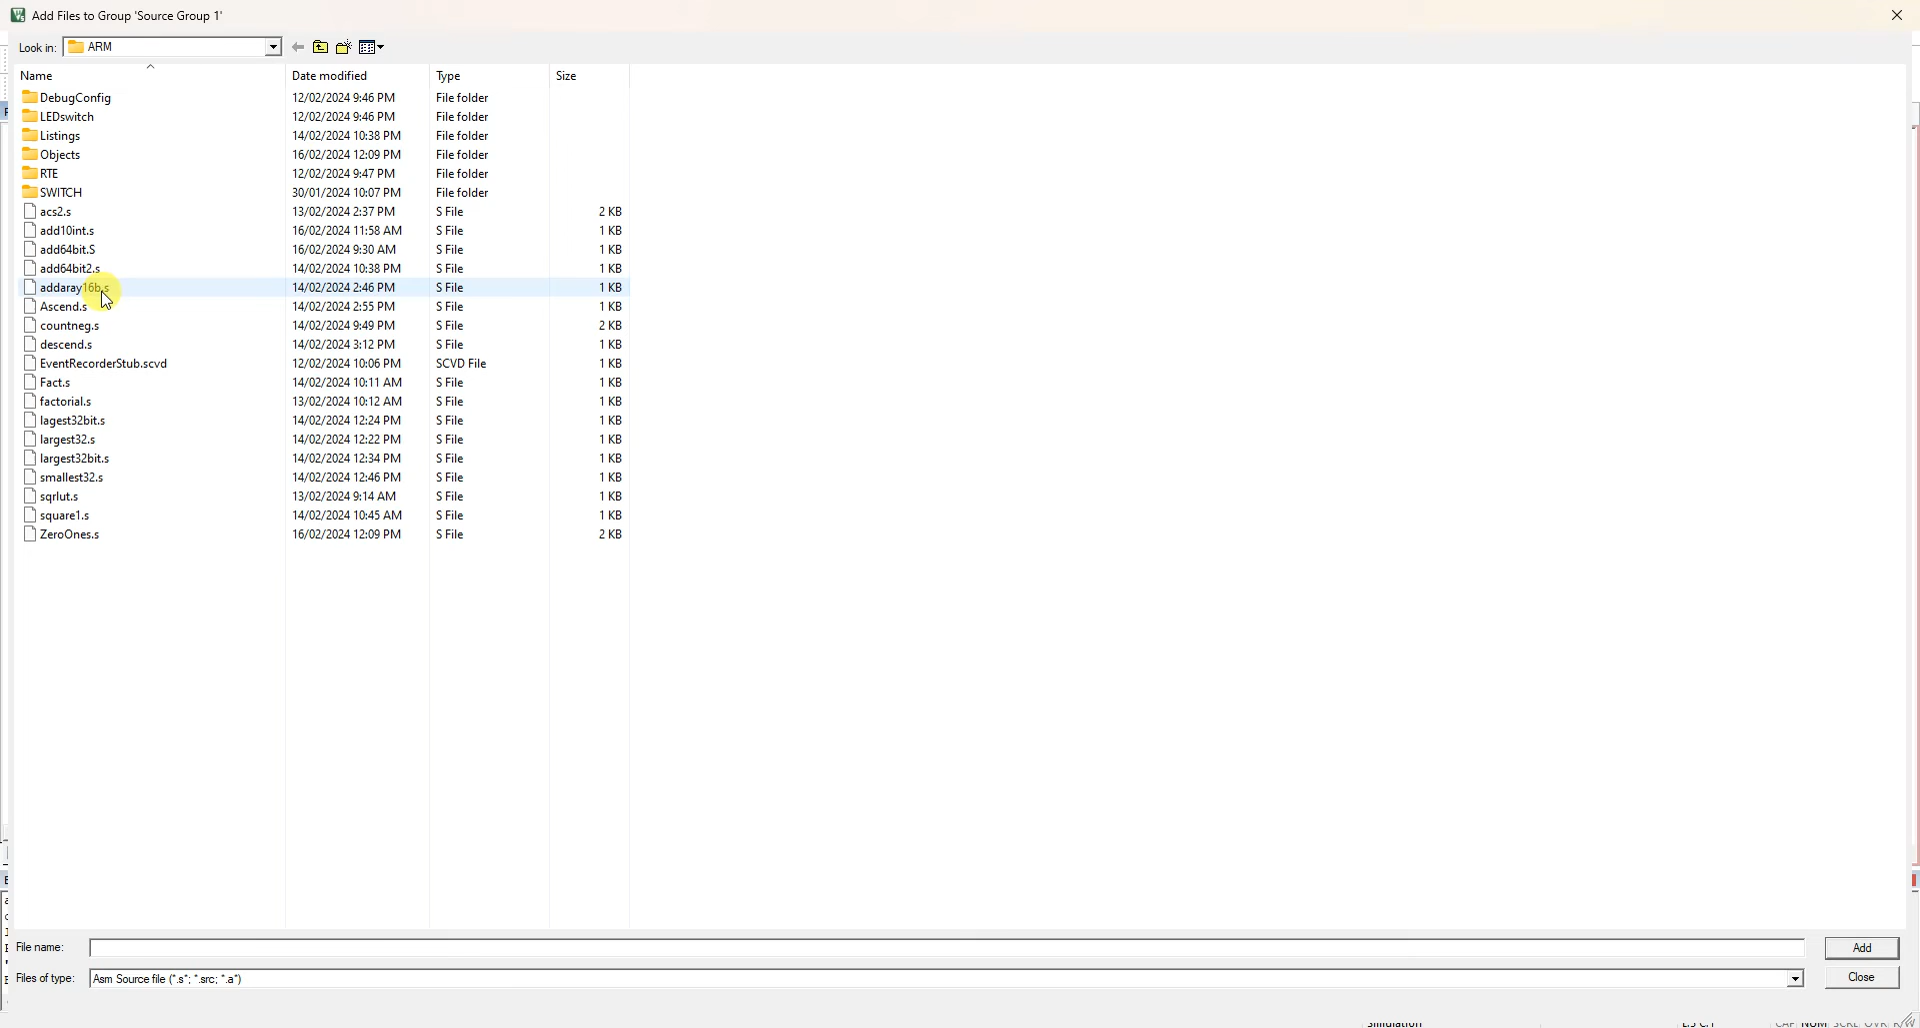 Add Files to Group 'Source Group 1'
Look in: ARM
Name Date modified Type Size
DebugConfig 12/02/2024 9:46 PM File folder
LEDswitch 12/02/2024 9:46 PM File folder
Listings 14/02/2024 10:38 PM File folder
Objects 16/02/2024 12:09 PM File folder
RTE 12/02/2024 9:47 PM File folder
SWITCH 30/01/2024 10:07 PM File folder
acs2.s 13/02/2024 2:37 PM S File 2 KB
add10int.s 16/02/2024 11:58 AM S File 1 KB
add64bit.S 16/02/2024 9:30 AM S File 1 KB
add64bit2.s 14/02/2024 10:38 PM S File 1 KB
addaray16b.s 14/02/2024 2:46 PM S File 1 KB
Ascend.s 14/02/2024 2:55 PM S File 1 KB
countneg.s 14/02/2024 9:49 PM S File 2 KB
descend.s 14/02/2024 3:12 PM S File 1 KB
EventRecorderStub.scvd 12/02/2024 10:06 PM SCVD File 1 KB
Fact.s 14/02/2024 10:11 AM S File 1 KB
factorial.s 13/02/2024 10:12 AM S File 1 KB
lagest32bit.s 14/02/2024 12:24 PM S File 1 KB
largest32.s 14/02/2024 12:22 PM S File 1 KB
largest32bit.s 14/02/2024 12:34 PM S File 1 KB
smallest32.s 14/02/2024 12:46 PM S File 1 KB
sqrlut.s 13/02/2024 9:14 AM S File 1 KB
square1.s 14/02/2024 10:45 AM S File 1 KB
ZeroOnes.s 16/02/2024 12:09 PM S File 2 KB
File name: Add
Files of type: Asm Source file (*.s*; *.src; *.a*) Close